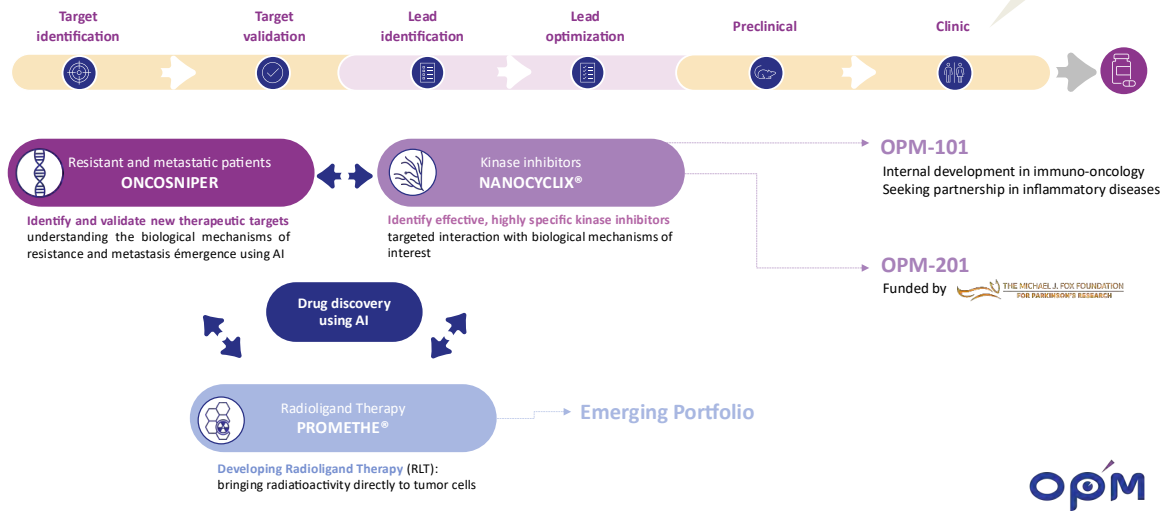 Target
identification
Target
validation
Lead
identification
Lead
optimization
Preclinical
Clinic
Resistant and metastatic patients
ONCOSNIPER
Identify and validate new therapeutic targets
understanding the biological mechanisms of
resistance and metastasis émergence using AI
Kinase inhibitors
NANOCYCLIX®
Identify effective, highly specific kinase inhibitors
targeted interaction with biological mechanisms of
interest
OPM-101
Internal development in immuno-oncology
Seeking partnership in inflammatory diseases
OPM-201
Funded by
THE MICHAEL J. FOX FOUNDATION
FOR PARKINSON'S RESEARCH
Drug discovery
using AI
Radioligand Therapy
PROMETHE®
Emerging Portfolio
Developing Radioligand Therapy (RLT):
bringing radiatioactivity directly to tumor cells
OPM